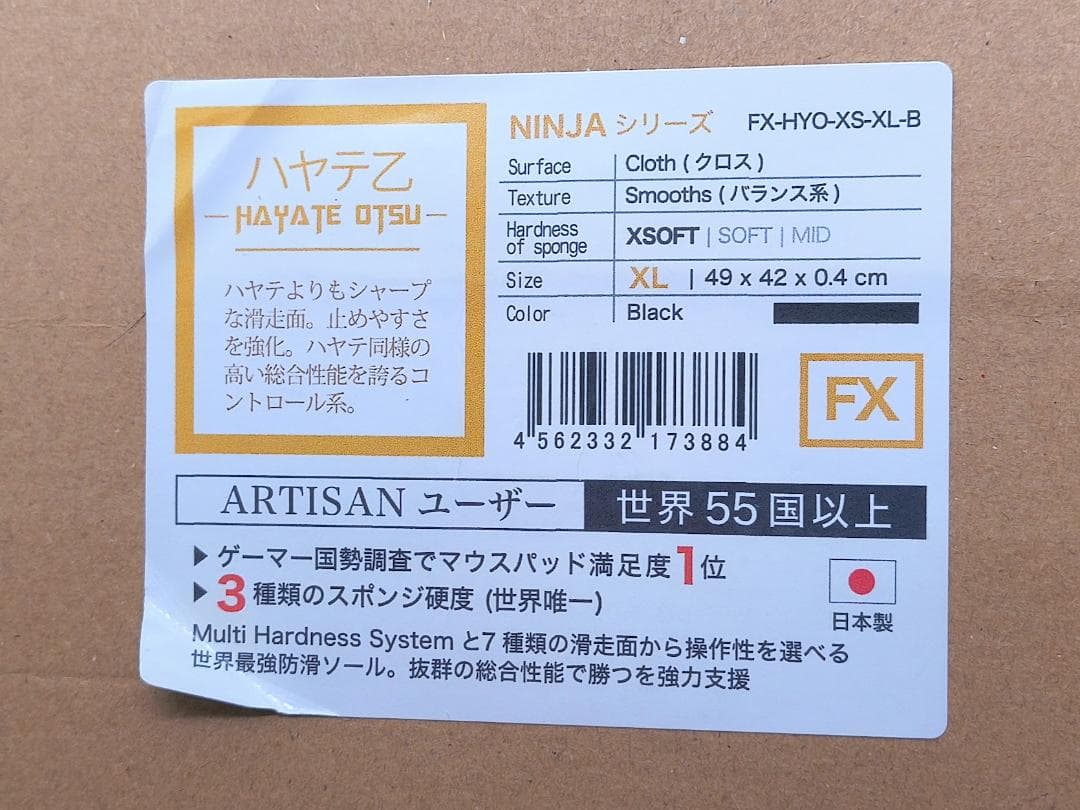 ハヤテ乙
HAYATE OTSU
ハヤテよりもシャープ
な滑走面。止めやすさ
を強化。ハヤテ同様の
高い総合性能を誇るコ
ントロール系。
NINJA シリーズ FX-HYO-XS-XL-B
Surface Cloth ( クロス )
Texture Smooths ( バランス系 )
Hardness
of sponge XSOFT | SOFT | MID
Size XL | 49 x 42 x 0.4 cm
Color Black
4 562332 173884
FX
ARTISAN ユーザー 世界 55 国以上
▶ ゲーマー国勢調査でマウスパッド満足度 1 位
▶ 3 種類のスポンジ硬度 (世界唯一)
日本製
Multi Hardness System と7 種類の滑走面から操作性を選べる
世界最強防滑ソール。抜群の総合性能で勝つを強力支援